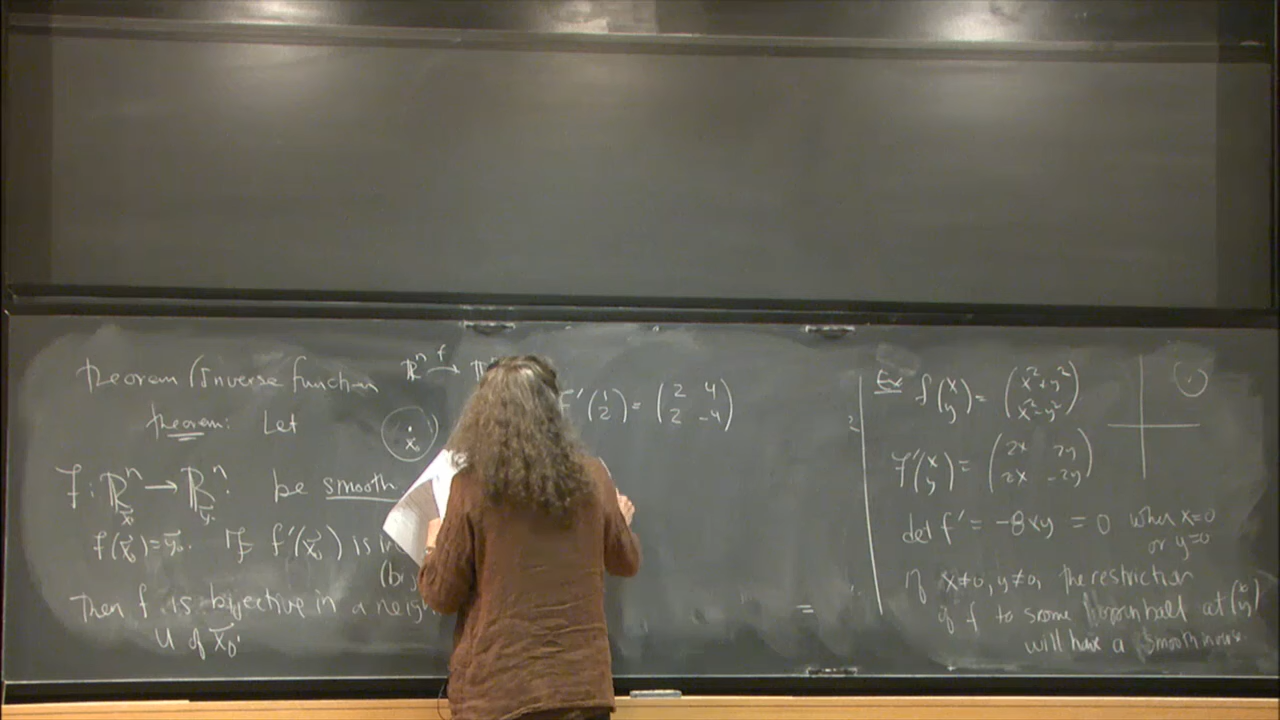 Theorem (Inverse function
theorem: Let
ℝⁿ →f ℝⁿ
x₀
f: ℝⁿ → ℝⁿ be smooth
x y
f(x₀) = y₀. If f'(x₀) is
Then f is bijective in a neigh
U of x₀.
f'(1 2) = (2 4 2 -4)
=
Ex f(x y) = (x²+y² x²-y²)
f'(x y) = (2x 2y 2x -2y)
det f' = -8xy = 0 when x=0
or y=0
If x≠0, y≠0, the restriction
of f to some open ball at (x y)
will have a smooth inverse.